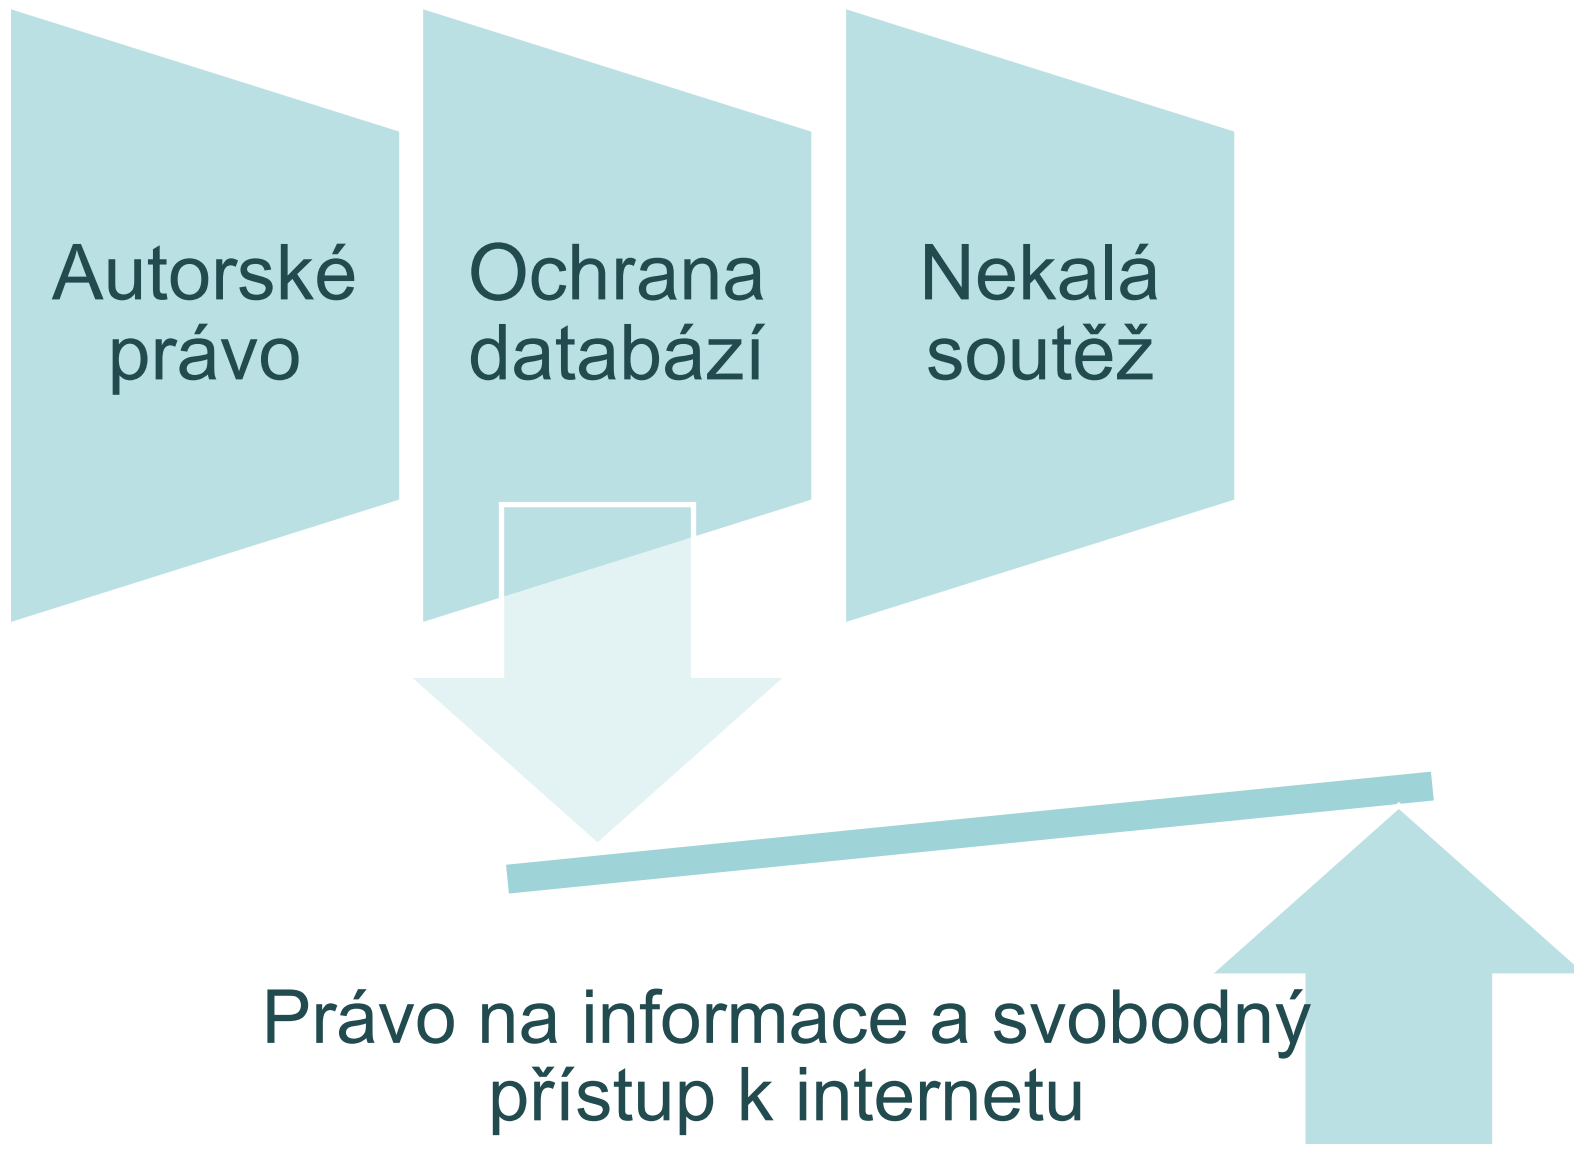 Autorské
právo
Ochrana
databází
Nekalá
soutěž
Právo na informace a svobodný
přístup k internetu